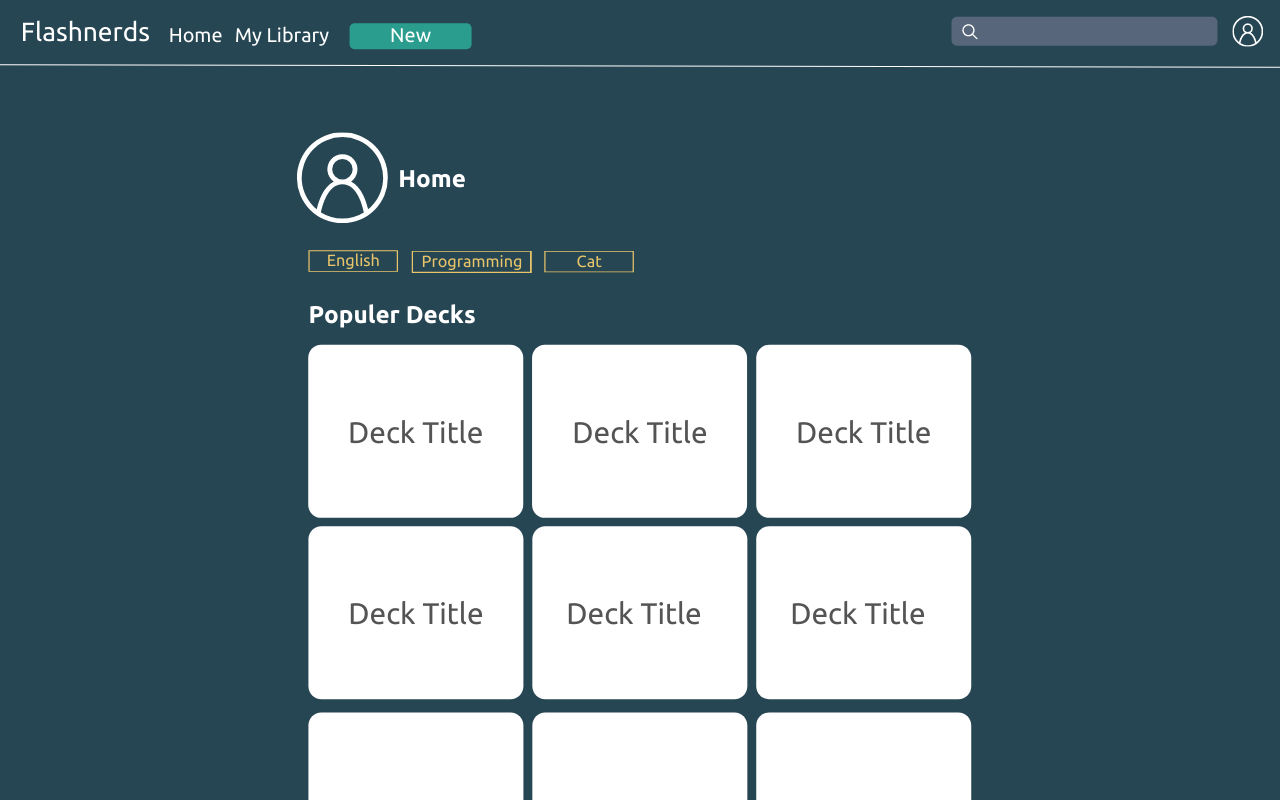 Flashnerds Home My Library New
Home
English Programming Cat
Populer Decks
Deck Title Deck Title Deck Title
Deck Title Deck Title Deck Title